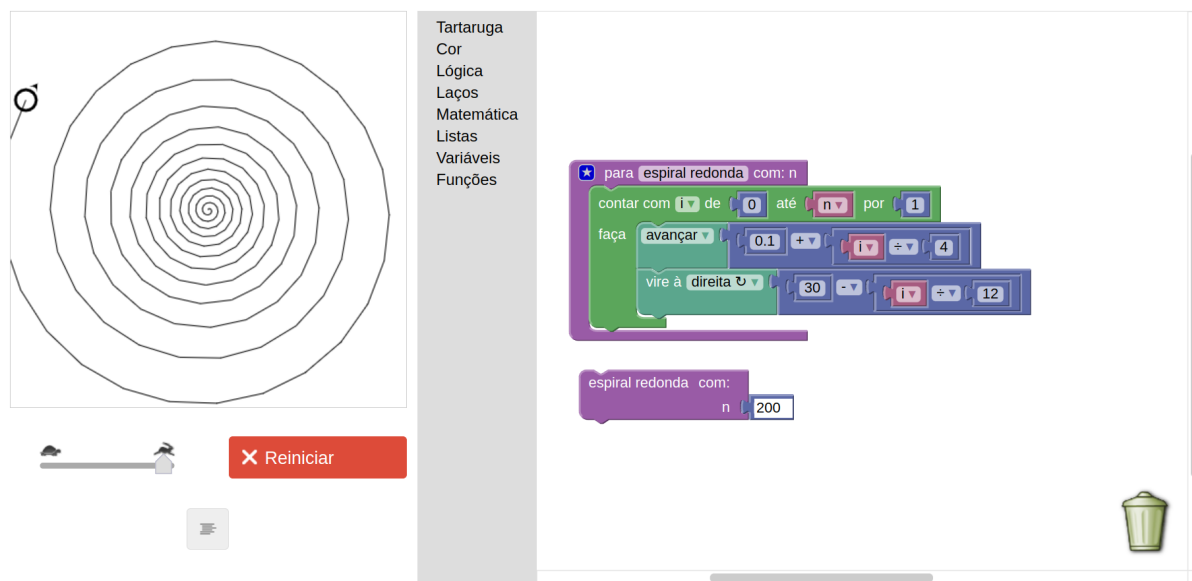 Tartaruga
Cor
Lógica
Laços
Matemática
Listas
Variáveis
Funções
para espiral redonda com: n
contar com i de 0 até n por 1
faça avançar 0.1 + i ÷ 4
vire à direita ↻ 30 - i ÷ 12
espiral redonda com:
n 200
Reiniciar